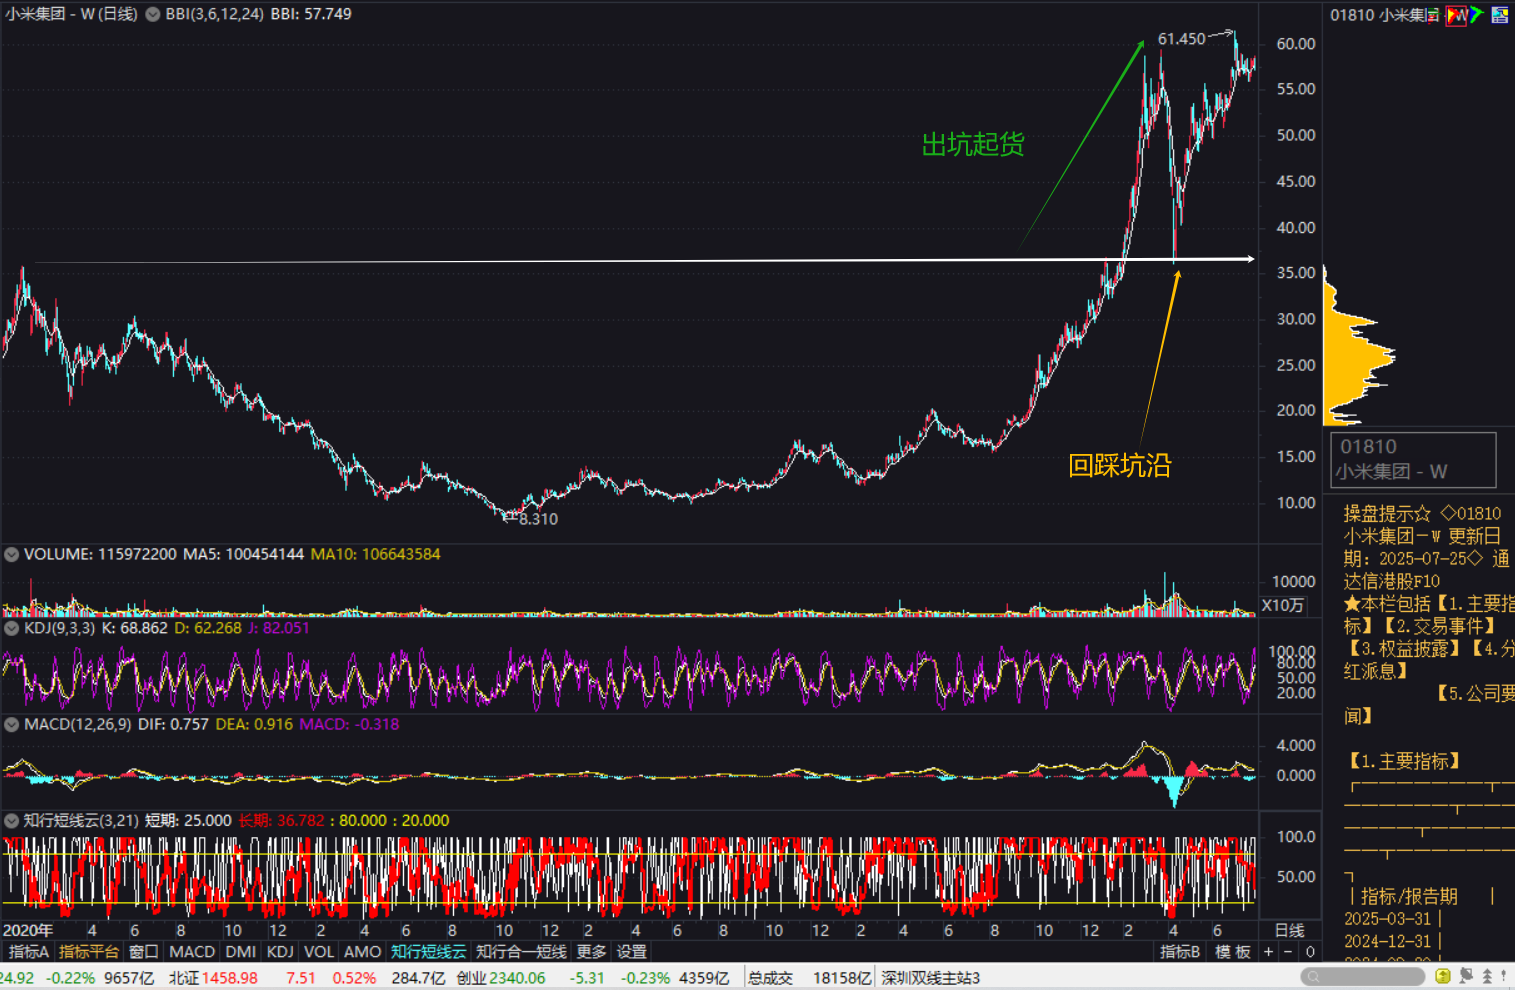 小米集团 - W (日线) BBI(3,6,12,24) BBI: 57.749
61.450
出坑起货
回踩坑沿
8.310
60.00
55.00
50.00
45.00
40.00
35.00
30.00
25.00
20.00
15.00
10.00
VOLUME: 115972200 MA5: 100454144 MA10: 106643584
10000
X10万
KDJ(9,3,3) K: 68.862 D: 62.268 J: 82.051
100.00
80.00
50.00
20.00
MACD(12,26,9) DIF: 0.757 DEA: 0.916 MACD: -0.318
4.000
0.000
知行短线云(3,21) 短期: 25.000 长期: 36.782 : 80.000 : 20.000
100.0
50.00
2020年 4 6 8 10 12 2 4 6 8 10 12 2 4 6 8 10 12 2 4 6 8 10 12 2 4 6 日线
指标A 指标平台 窗口 MACD DMI KDJ VOL AMO 知行短线云 知行合一短线 更多 设置 指标B 模 板 + − 0
24.92 -0.22% 9657亿 北证1458.98 7.51 0.52% 284.7亿 创业2340.06 -5.31 -0.23% 4359亿 总成交 18158亿 深圳双线主站3
01810 小米集团 - W
01810
小米集团 - W
操盘提示☆ ◇01810
小米集团－W 更新日
期：2025-07-25◇ 通
达信港股F10
★本栏包括【1.主要指
标】【2.交易事件】
【3.权益披露】【4.分
红派息】
【5.公司要
闻】
【1.主要指标】
|指标/报告期 |
2025-03-31|
2024-12-31|